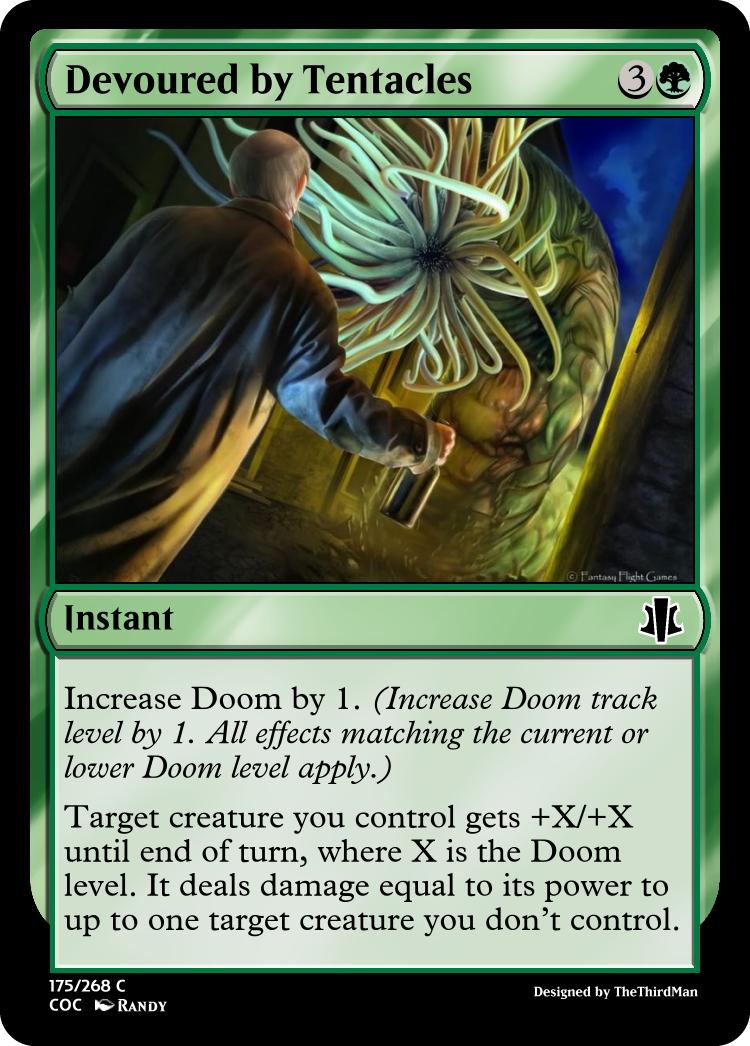 Devoured by Tentacles 3
© Fantasy Flight Games
Instant
Increase Doom by 1. (Increase Doom track
level by 1. All effects matching the current or
lower Doom level apply.)
Target creature you control gets +X/+X
until end of turn, where X is the Doom
level. It deals damage equal to its power to
up to one target creature you don't control.
175/268 C
COC RANDY
Designed by TheThirdMan